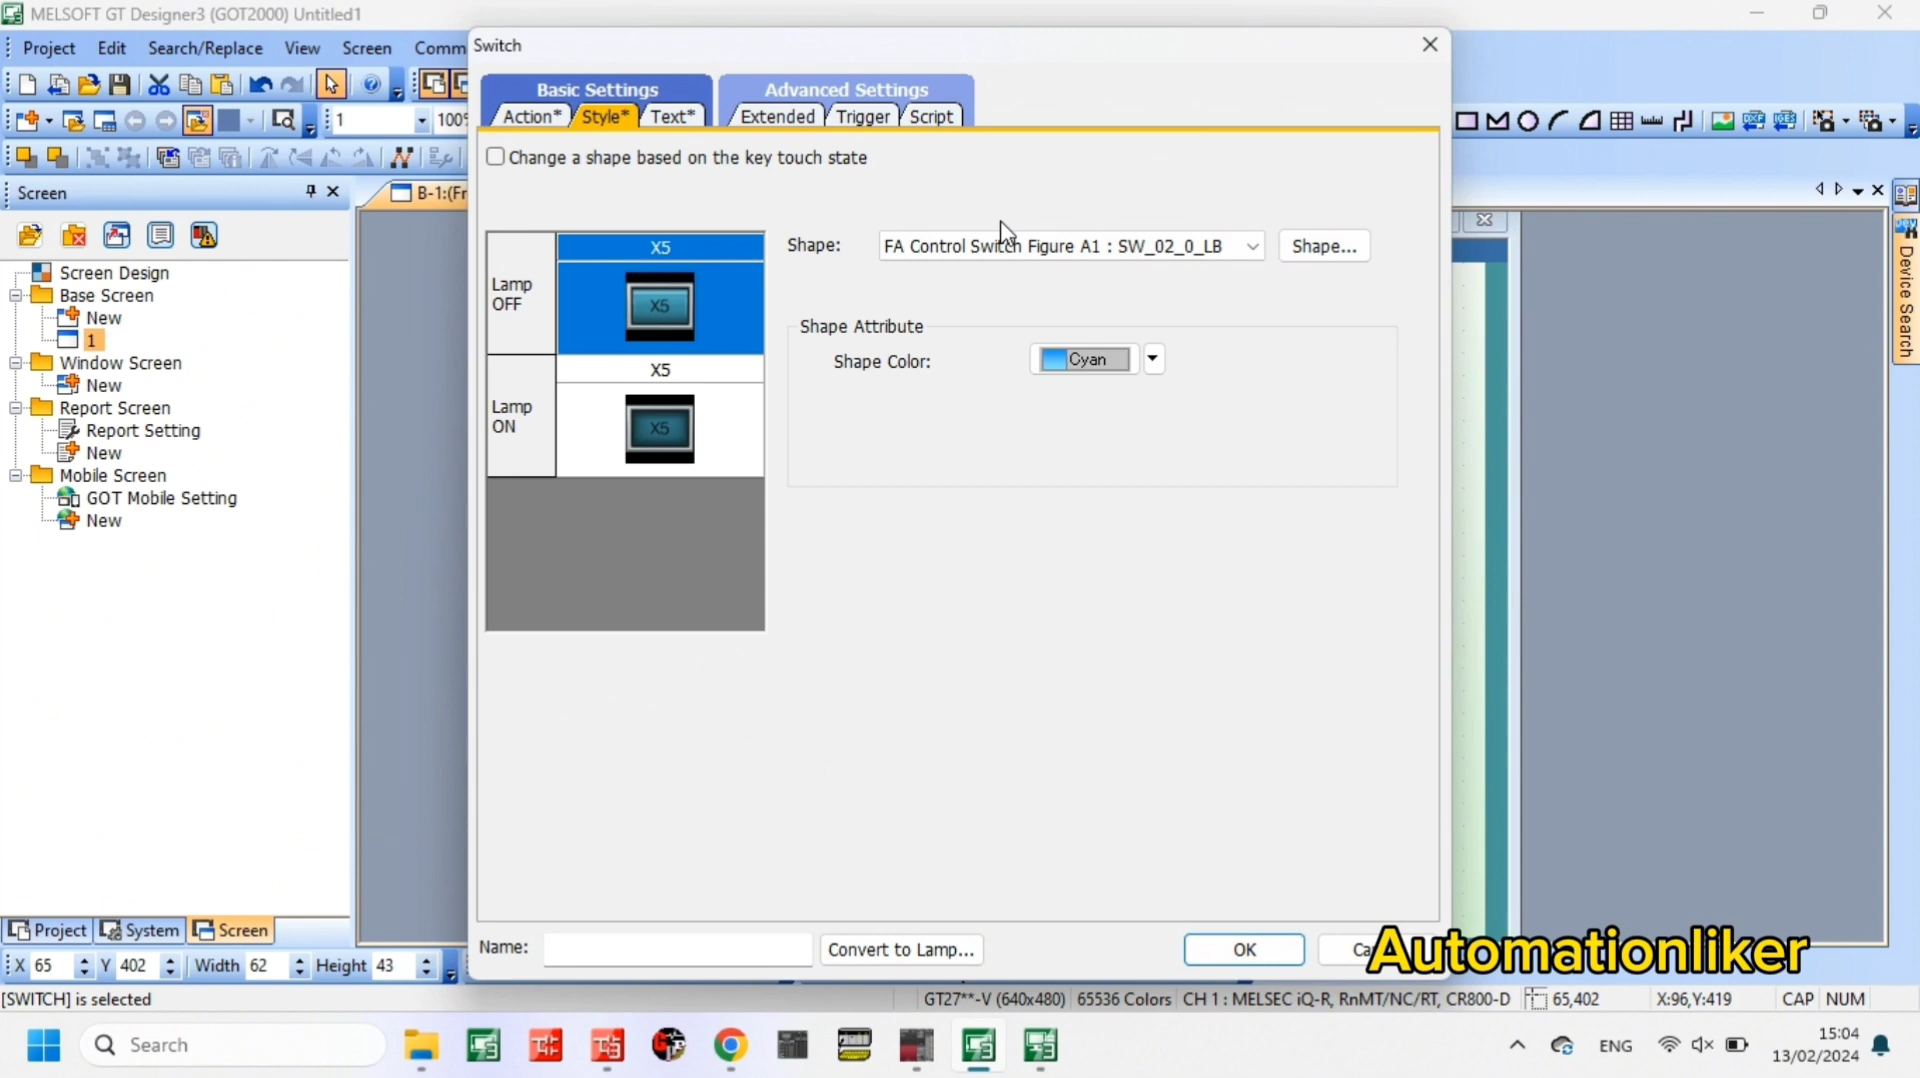 MELSOFT GT Designer3 (GOT2000) Untitled1
Project Edit Search/Replace View Screen Comm
Switch
Basic Settings
Advanced Settings
Action* Style* Text* Extended Trigger Script
1 100%
Change a shape based on the key touch state
Screen
B-1:(Fr
X5
Lamp
OFF
X5
Shape: FA Control Switch Figure A1 : SW_02_0_LB Shape...
Screen Design
Base Screen
New
1
Window Screen
New
Report Screen
Report Setting
New
Mobile Screen
GOT Mobile Setting
New
Shape Attribute
Shape Color: Cyan
X5
Lamp
ON
X5
Device Search
Project System Screen
Name: Convert to Lamp... OK Ca
Automationliker
X 65 Y 402 Width 62 Height 43
[SWITCH] is selected GT27**-V (640x480) 65536 Colors CH 1 : MELSEC iQ-R, RnMT/NC/RT, CR800-D 65,402 X:96,Y:419 CAP NUM
Search
ENG
15:04
13/02/2024